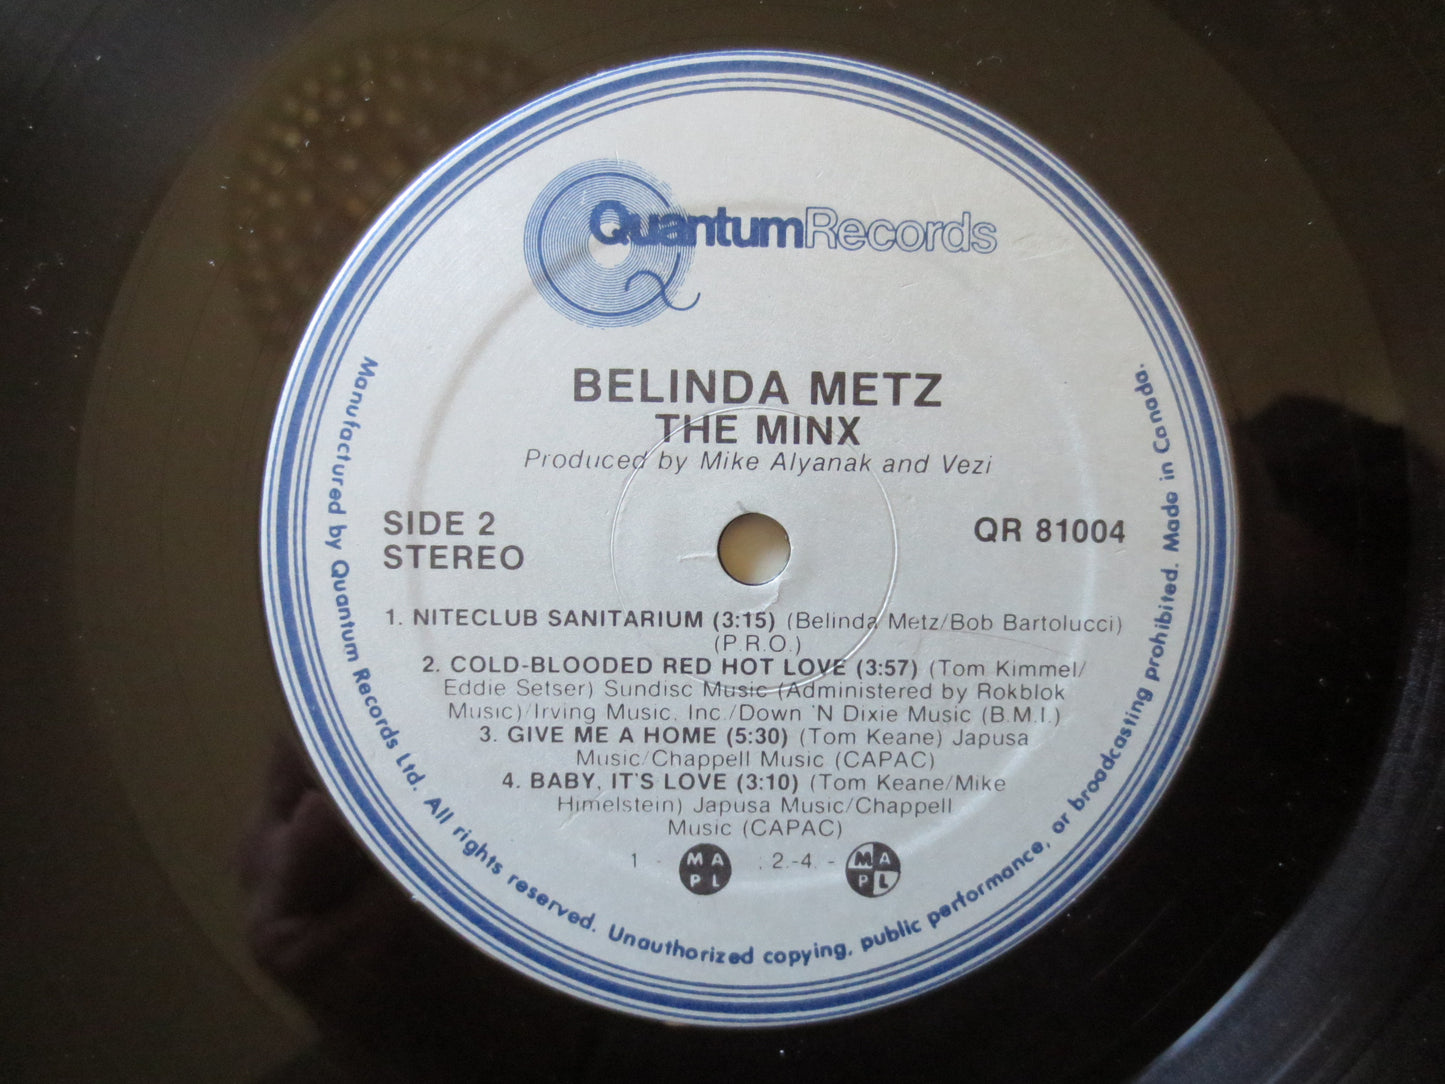 QuantumRecords
BELINDA METZ
THE MINX
Produced by Mike Alyanak and Vezi
SIDE 2
STEREO
QR 81004
1. NITECLUB SANITARIUM (3:15) (Belinda Metz/Bob Bartolucci)
(P.R.O.)
2. COLD-BLOODED RED HOT LOVE (3:57) (Tom Kimmel/
Eddie Setser) Sundisc Music (Administered by Rokblok
Music)/Irving Music, Inc./Down 'N Dixie Music (B.M.I.)
3. GIVE ME A HOME (5:30) (Tom Keane) Japusa
Music/Chappell Music (CAPAC)
4. BABY, IT'S LOVE (3:10) (Tom Keane/Mike
Himelstein) Japusa Music/Chappell
Music (CAPAC)
1. - MAPL . 2.-4. - MAPL
Manufactured by Quantum Records Ltd. All rights reserved. Unauthorized copying, public performance, or broadcasting prohibited. Made in Canada.